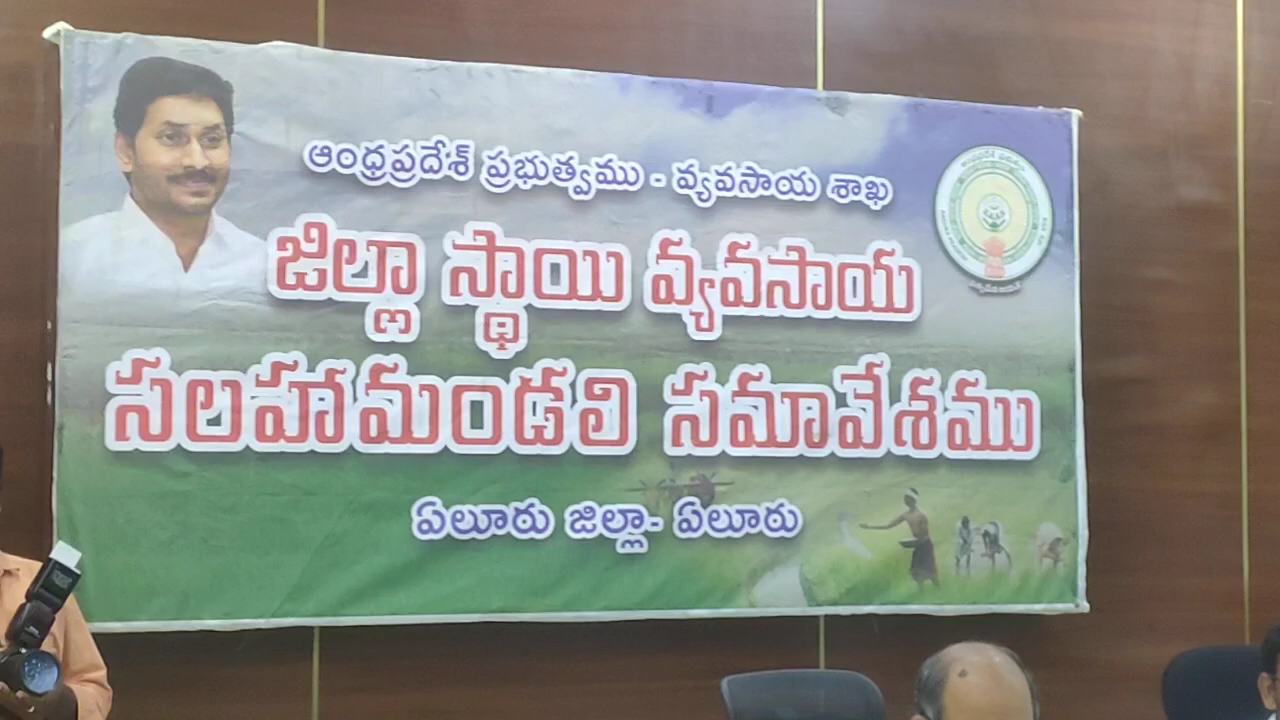 ఆంధ్రప్రదేశ్ ప్రభుత్వము - వ్యవసాయ శాఖ
జిల్లా స్థాయి వ్యవసాయ
సలహామండలి సమావేశము
ఏలూరు జిల్లా- ఏలూరు